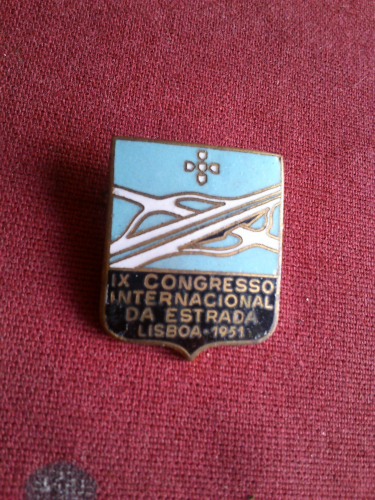 IX CONGRESSO
INTERNACIONAL
DA ESTRADA
LISBOA-1951